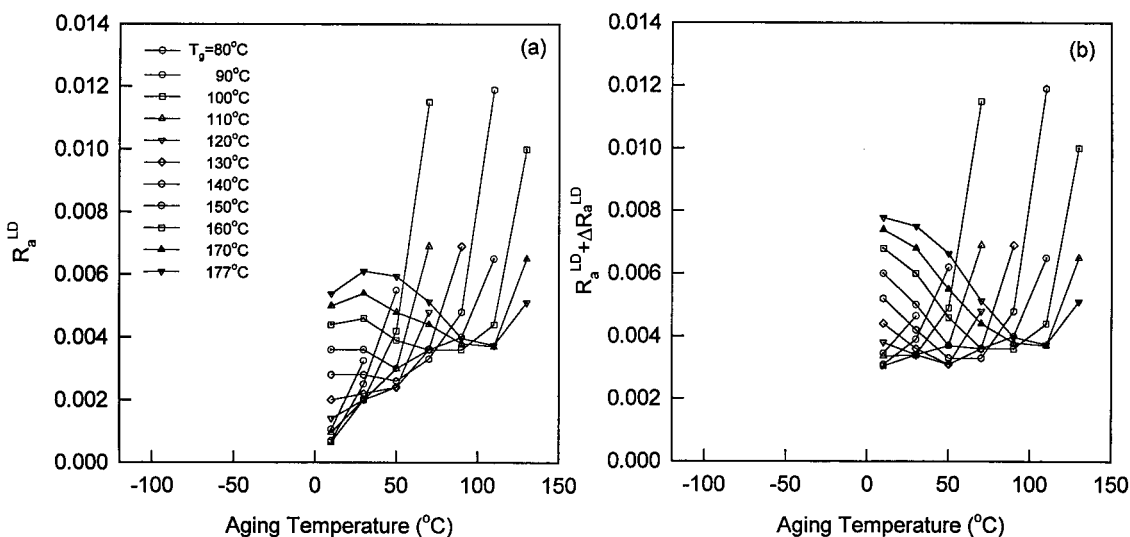 0.014
0.012
0.010
0.008
0.006
0.004
0.002
0.000
R_a^LD
(a)
T_g=80°C
90°C
100°C
110°C
120°C
130°C
140°C
150°C
160°C
170°C
177°C
-100 -50 0 50 100 150
Aging Temperature (°C)
0.014
0.012
0.010
0.008
0.006
0.004
0.002
0.000
R_a^LD+ΔR_a^LD
(b)
-100 -50 0 50 100 150
Aging Temperature (°C)